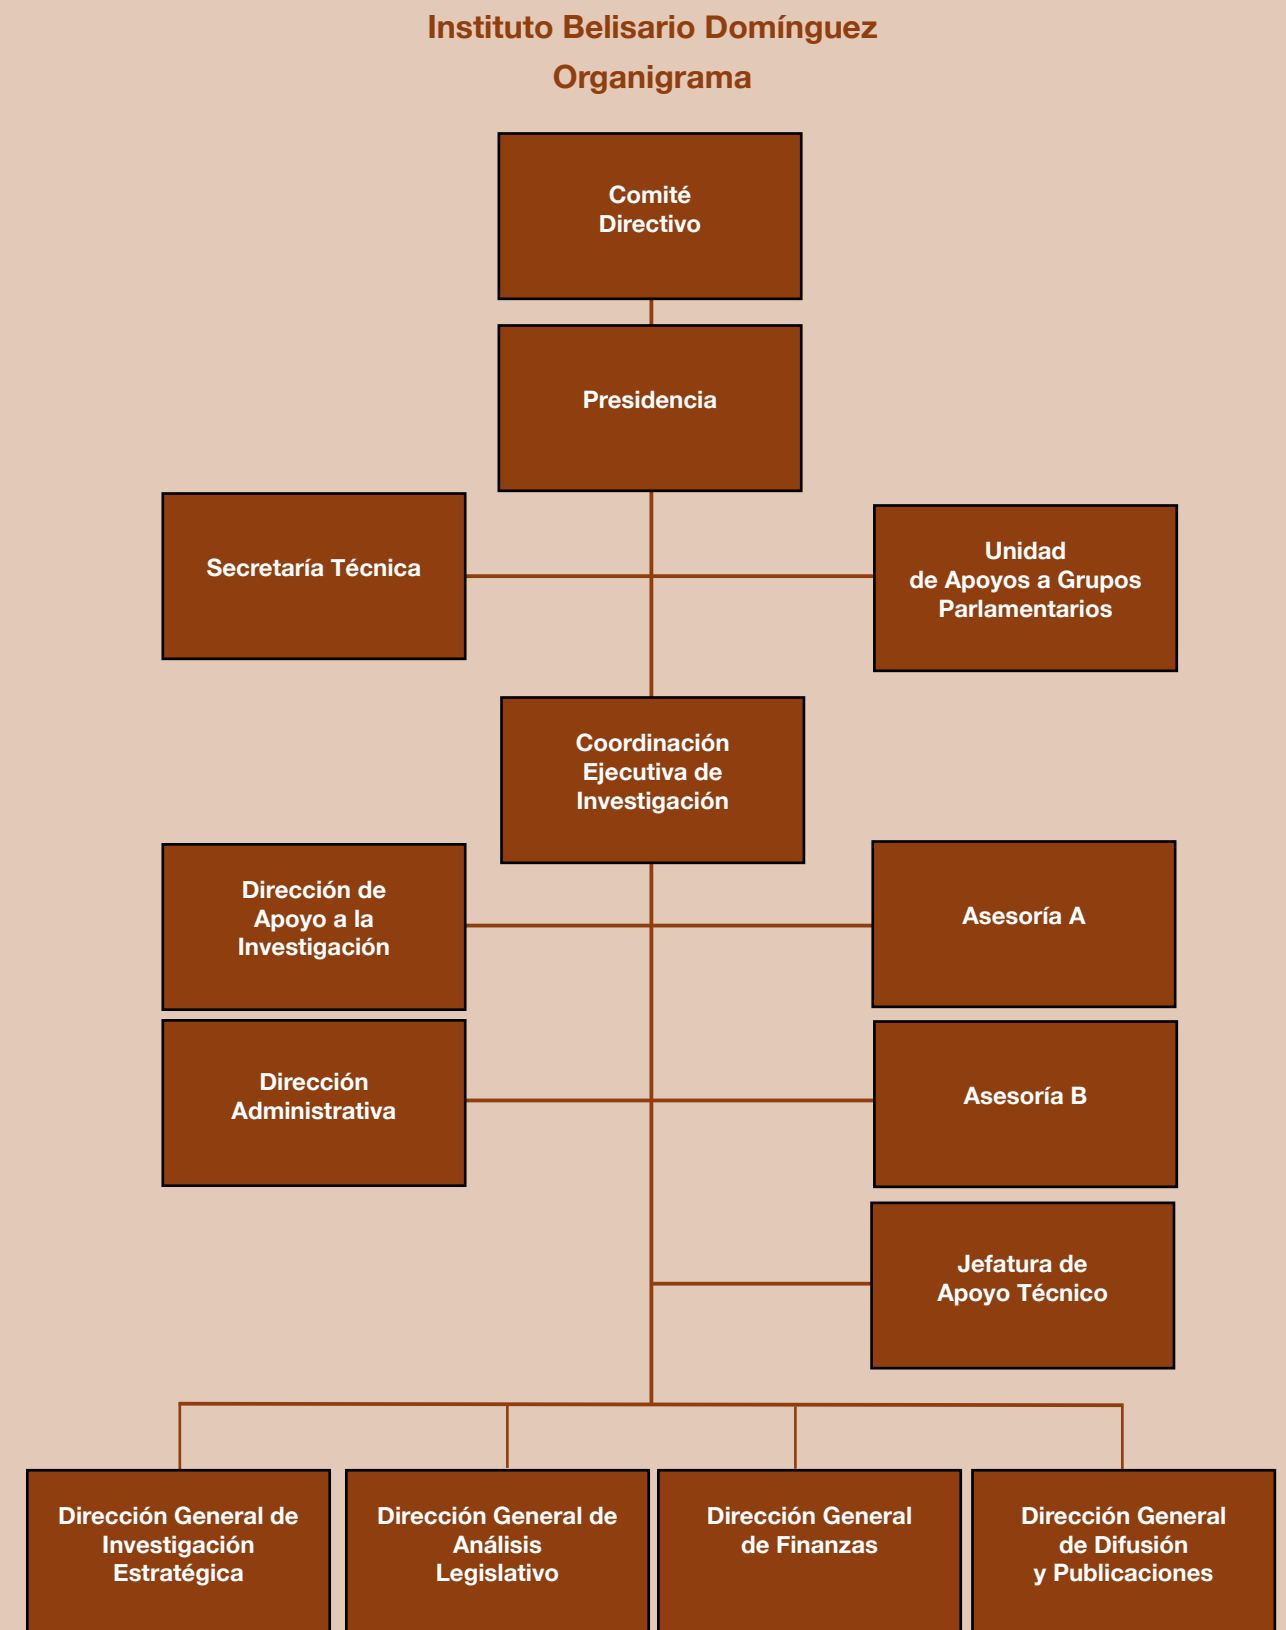 Instituto Belisario Domínguez
Organigrama
Comité
Directivo
Presidencia
Secretaría Técnica
Unidad
de Apoyos a Grupos
Parlamentarios
Coordinación
Ejecutiva de
Investigación
Dirección de
Apoyo a la
Investigación
Asesoría A
Dirección
Administrativa
Asesoría B
Jefatura de
Apoyo Técnico
Dirección General de
Investigación
Estratégica
Dirección General de
Análisis
Legislativo
Dirección General
de Finanzas
Dirección General
de Difusión
y Publicaciones